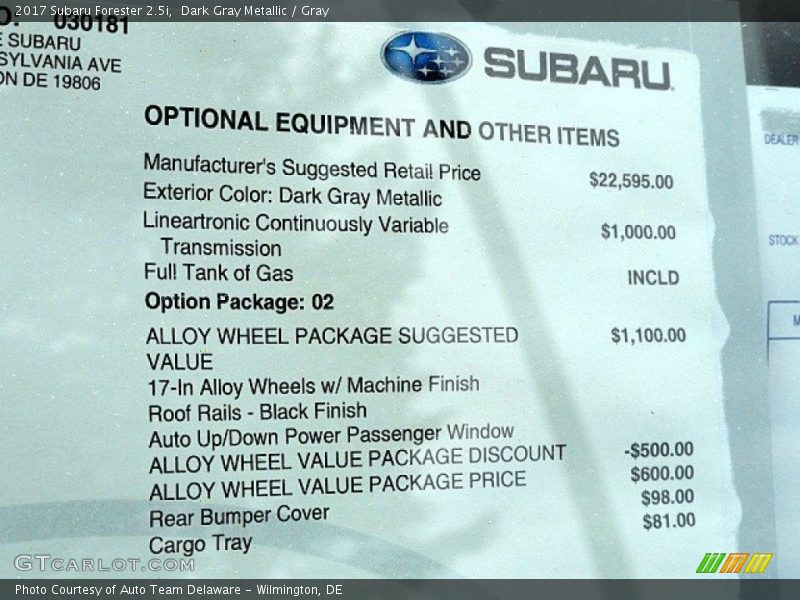 2017 Subaru Forester 2.5i, Dark Gray Metallic / Gray
030181
SUBARU
SYLVANIA AVE
ON DE 19806
SUBARU
OPTIONAL EQUIPMENT AND OTHER ITEMS
Manufacturer's Suggested Retail Price $22,595.00
Exterior Color: Dark Gray Metallic
Lineartronic Continuously Variable $1,000.00
Transmission
Full Tank of Gas INCLD
Option Package: 02
ALLOY WHEEL PACKAGE SUGGESTED $1,100.00
VALUE
17-In Alloy Wheels w/ Machine Finish
Roof Rails - Black Finish
Auto Up/Down Power Passenger Window
ALLOY WHEEL VALUE PACKAGE DISCOUNT -$500.00
ALLOY WHEEL VALUE PACKAGE PRICE $600.00
Rear Bumper Cover $98.00
Cargo Tray $81.00
DEALER
STOCK
GTCARLOT.COM
Photo Courtesy of Auto Team Delaware - Wilmington, DE